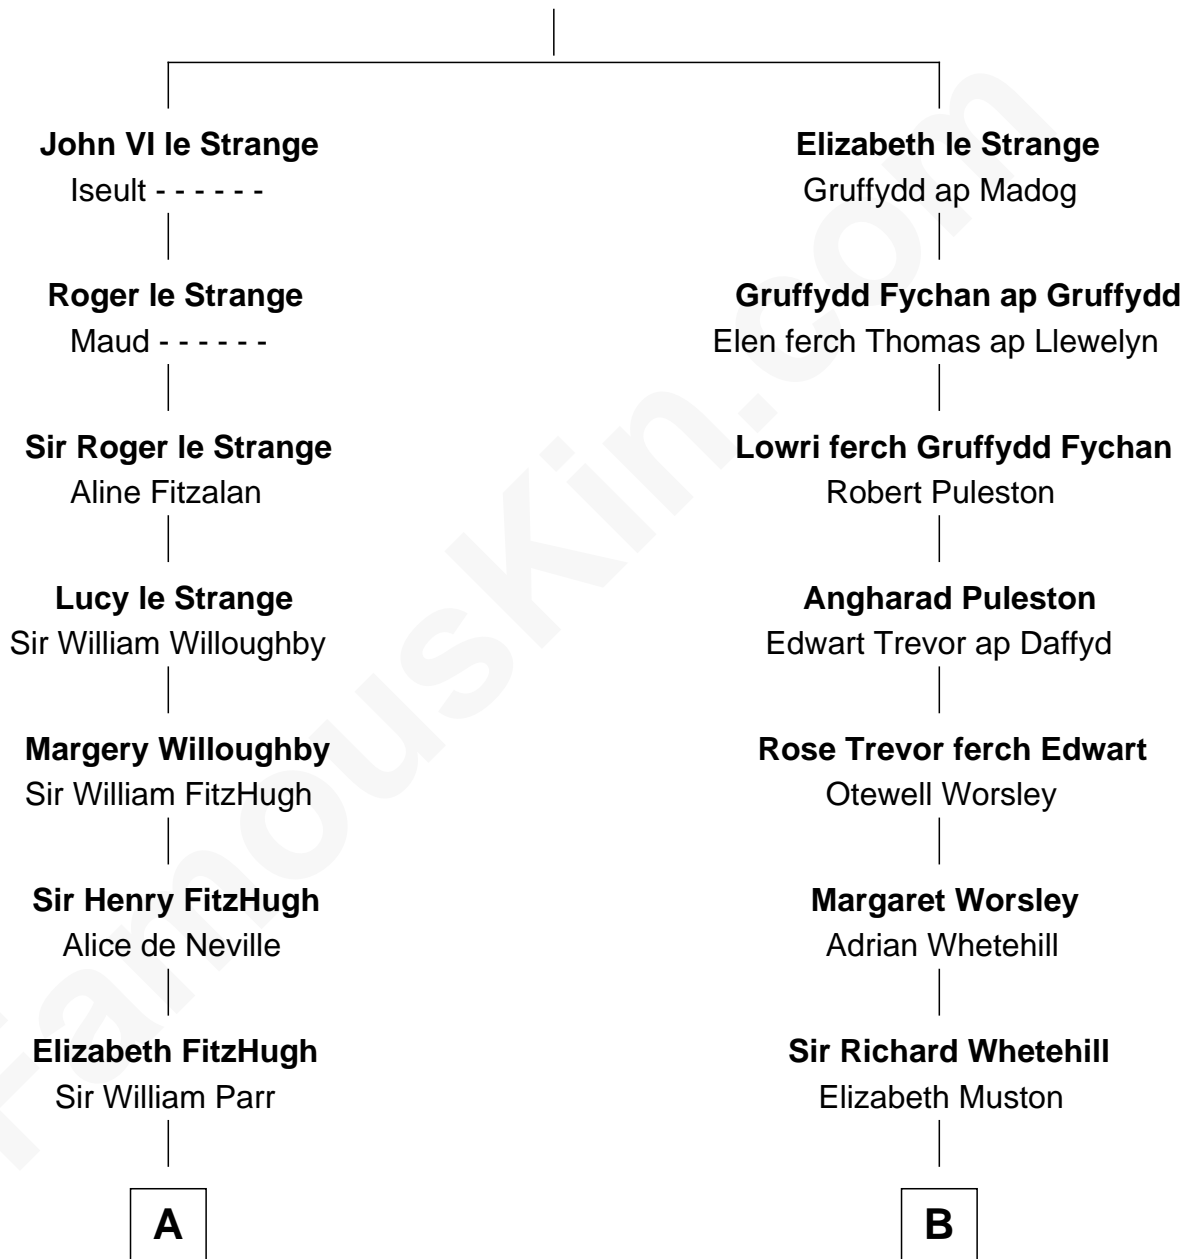 John VI le Strange
Iseult - - - - - -
Roger le Strange
Maud - - - - - -
Sir Roger le Strange
Aline Fitzalan
Lucy le Strange
Sir William Willoughby
Margery Willoughby
Sir William FitzHugh
Sir Henry FitzHugh
Alice de Neville
Elizabeth FitzHugh
Sir William Parr
A
Elizabeth le Strange
Gruffydd ap Madog
Gruffydd Fychan ap Gruffydd
Elen ferch Thomas ap Llewelyn
Lowri ferch Gruffydd Fychan
Robert Puleston
Angharad Puleston
Edwart Trevor ap Daffyd
Rose Trevor ferch Edwart
Otewell Worsley
Margaret Worsley
Adrian Whetehill
Sir Richard Whetehill
Elizabeth Muston
B
FamousKin.com